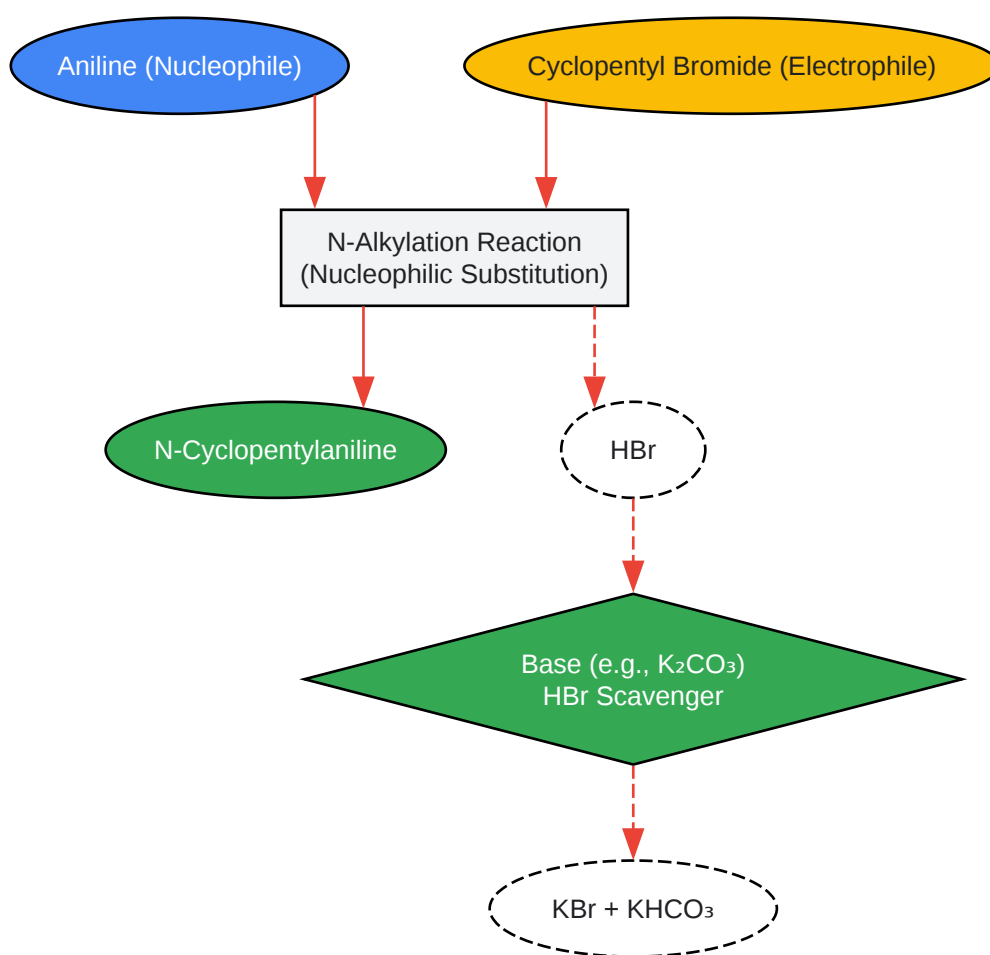 Aniline (Nucleophile)
Cyclopentyl Bromide (Electrophile)
N-Alkylation Reaction
(Nucleophilic Substitution)
N-Cyclopentylaniline
HBr
Base (e.g., K₂CO₃)
HBr Scavenger
KBr + KHCO₃